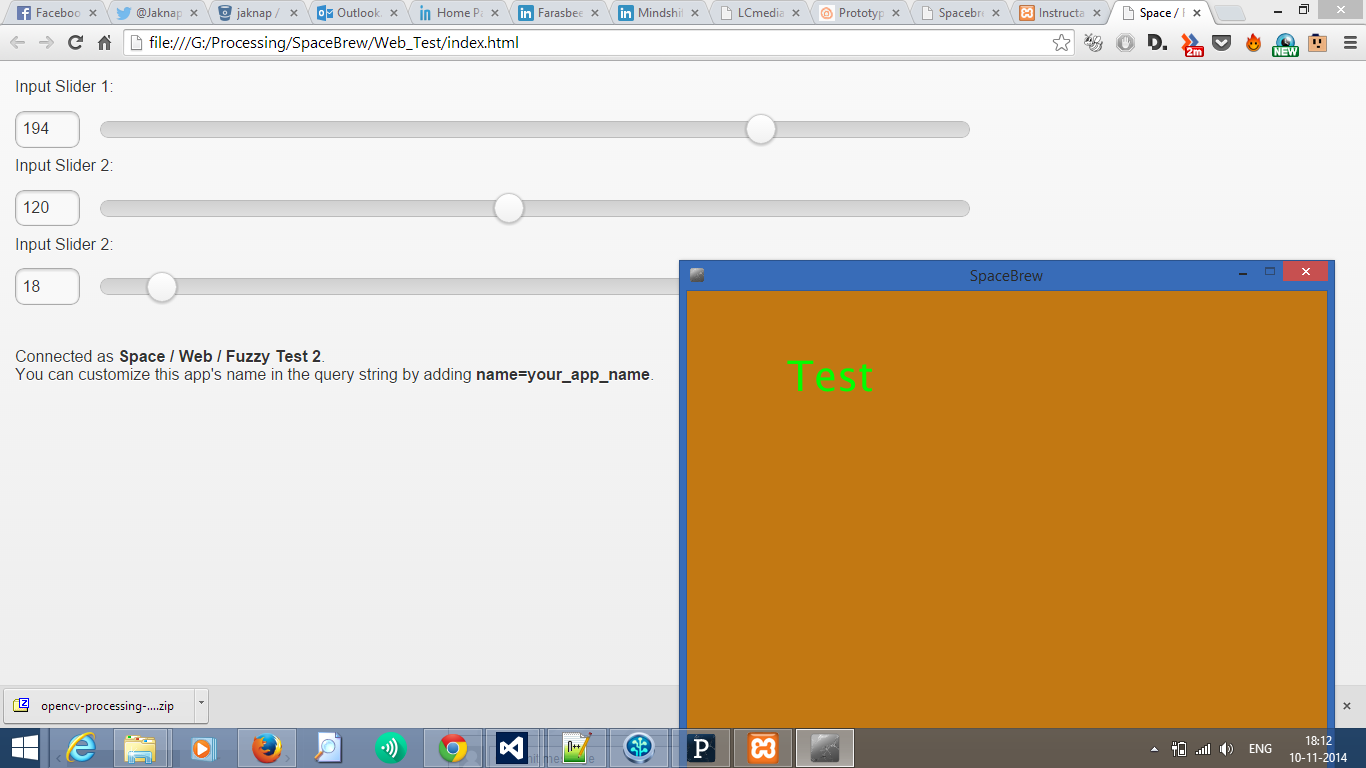 Faceboo
@Jaknap
jaknap /
Outlook.
Home Pa
Farasbee
Mindshi
LCmedia
Prototyp
Spacebre
Instructa
Space /
file:///G:/Processing/SpaceBrew/Web_Test/index.html
D.
2m
NEW
Input Slider 1:
194
Input Slider 2:
120
Input Slider 2:
18
SpaceBrew
Test
Connected as Space / Web / Fuzzy Test 2.
You can customize this app's name in the query string by adding name=your_app_name.
opencv-processing-....zip
ENG
18:12
10-11-2014